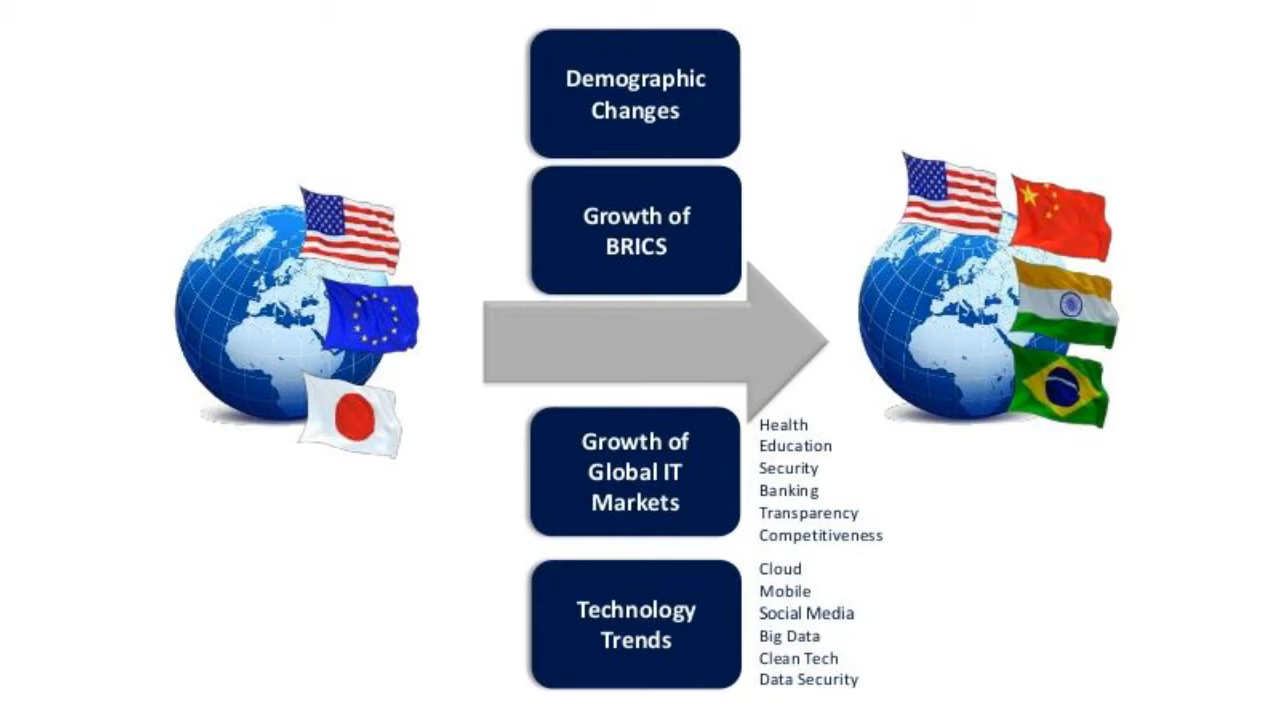 Demographic
Changes
Growth of
BRICS
Growth of
Global IT
Markets
Health
Education
Security
Banking
Transparency
Competitiveness
Technology
Trends
Cloud
Mobile
Social Media
Big Data
Clean Tech
Data Security